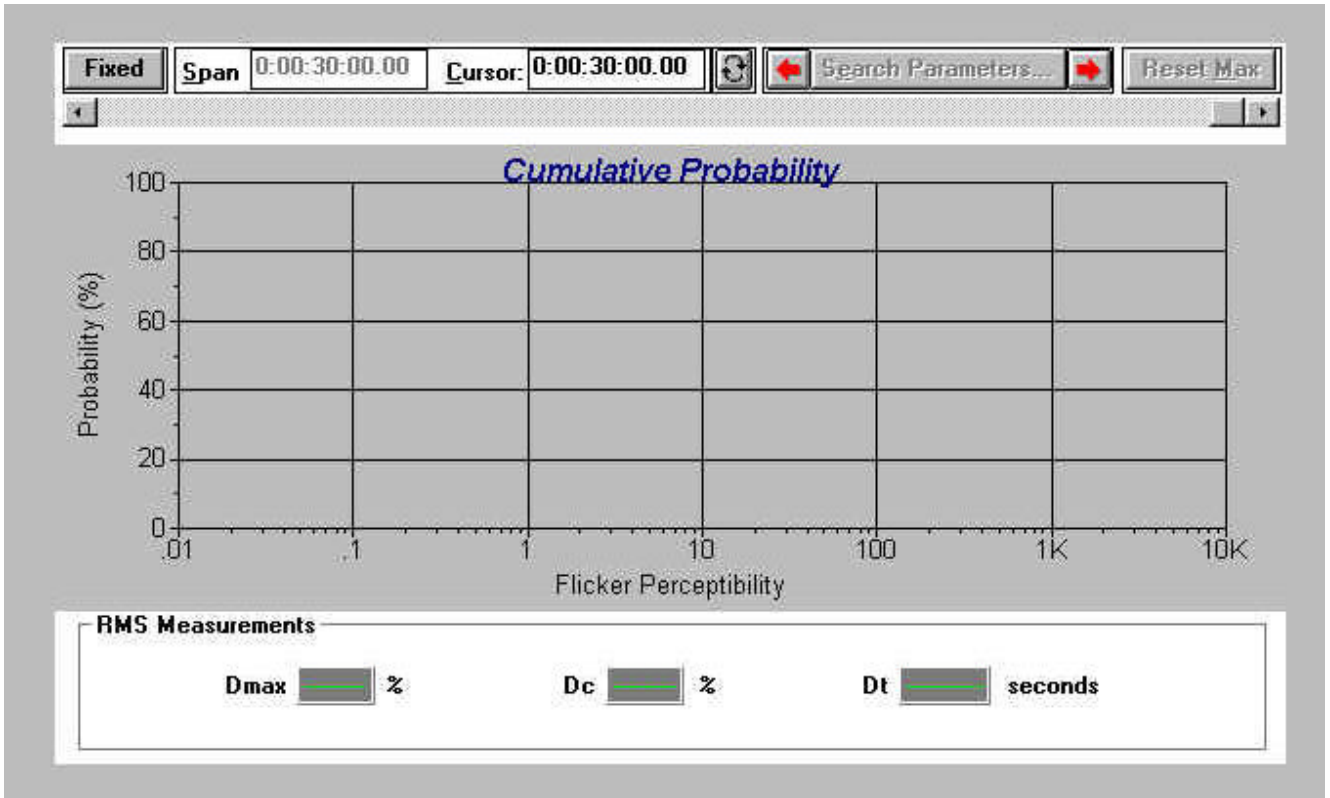 Fixed Span 0:00:30:00.00 Cursor: 0:00:30:00.00 Search Parameters... Reset Max
Cumulative Probability
100
80
60
40
20
0
Probability (%)
.01 .1 1 10 100 1K 10K
Flicker Perceptibility
RMS Measurements
Dmax % Dc % Dt seconds